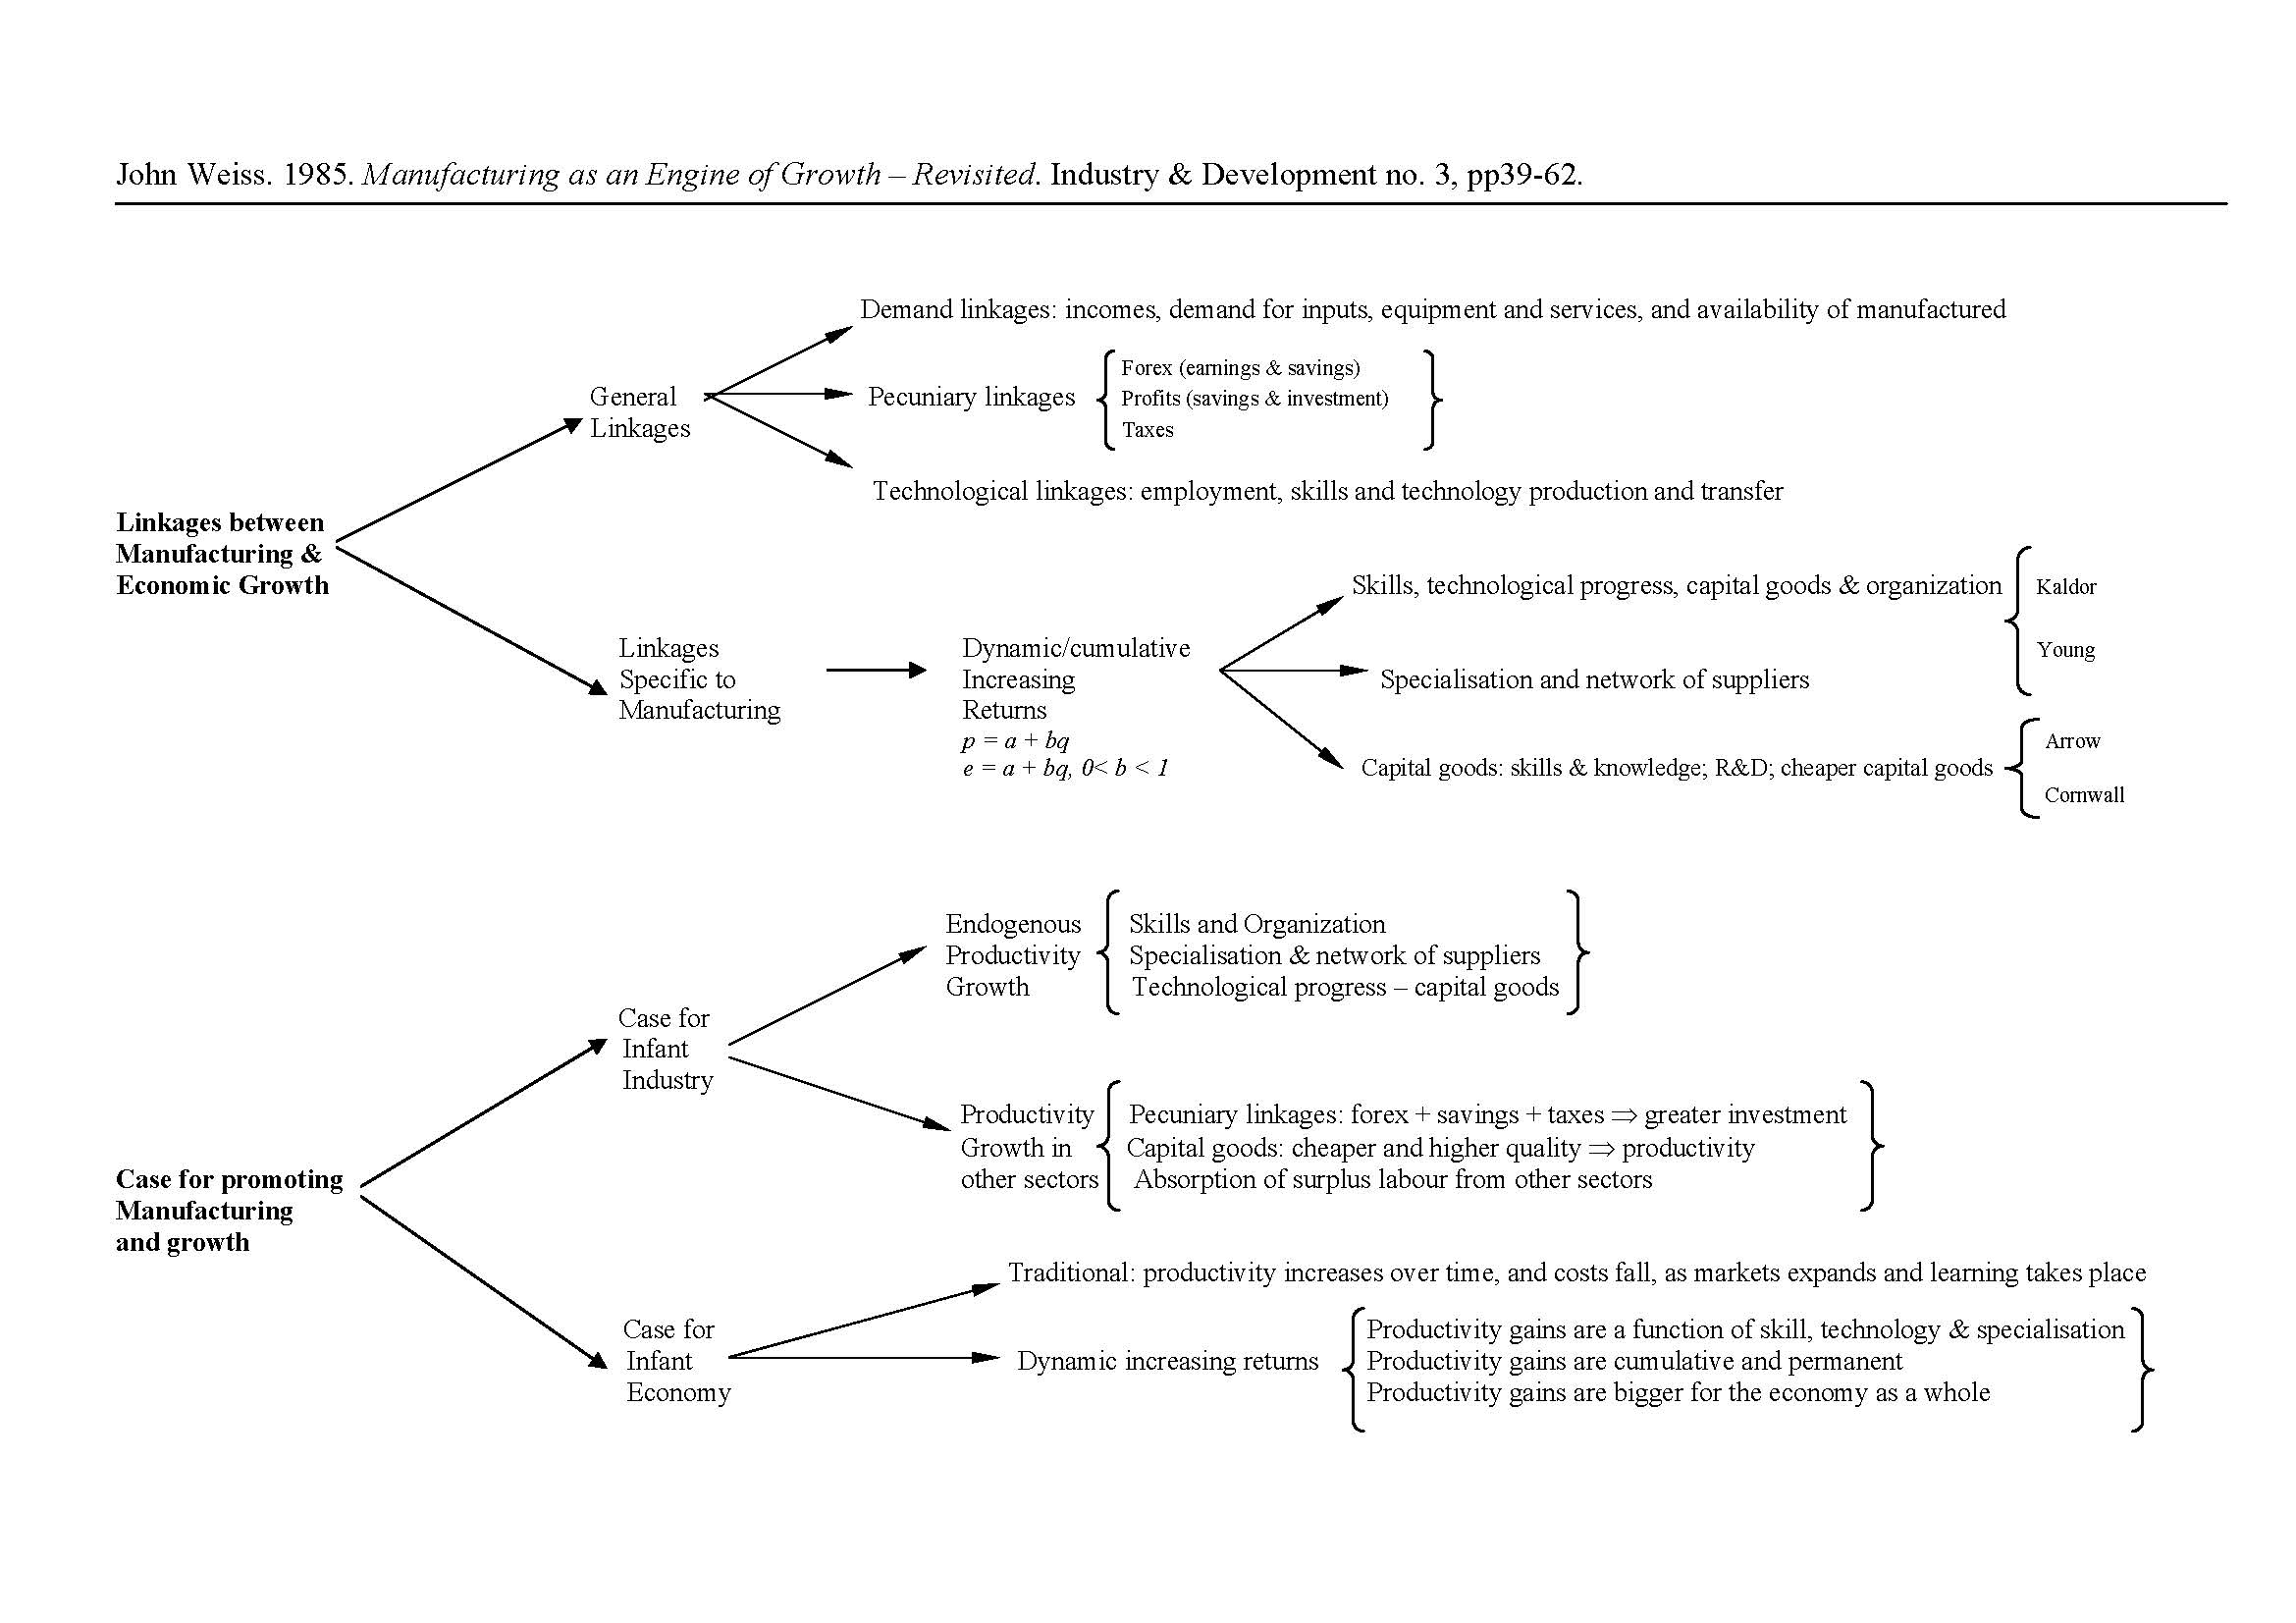 John Weiss. 1985. Manufacturing as an Engine of Growth – Revisited. Industry & Development no. 3, pp39-62.
Demand linkages: incomes, demand for inputs, equipment and services, and availability of manufactured
General
Linkages
Pecuniary linkages
Forex (earnings & savings)
Profits (savings & investment)
Taxes
Technological linkages: employment, skills and technology production and transfer
Linkages between
Manufacturing &
Economic Growth
Linkages
Specific to
Manufacturing
Dynamic/cumulative
Increasing
Returns
p = a + bq
e = a + bq, 0< b < 1
Skills, technological progress, capital goods & organization
Kaldor
Young
Specialisation and network of suppliers
Capital goods: skills & knowledge; R&D; cheaper capital goods
Arrow
Cornwall
Endogenous
Productivity
Growth
Skills and Organization
Specialisation & network of suppliers
Technological progress – capital goods
Case for
Infant
Industry
Productivity
Growth in
other sectors
Pecuniary linkages: forex + savings + taxes ⇒ greater investment
Capital goods: cheaper and higher quality ⇒ productivity
Absorption of surplus labour from other sectors
Case for promoting
Manufacturing
and growth
Traditional: productivity increases over time, and costs fall, as markets expands and learning takes place
Case for
Infant
Economy
Dynamic increasing returns
Productivity gains are a function of skill, technology & specialisation
Productivity gains are cumulative and permanent
Productivity gains are bigger for the economy as a whole